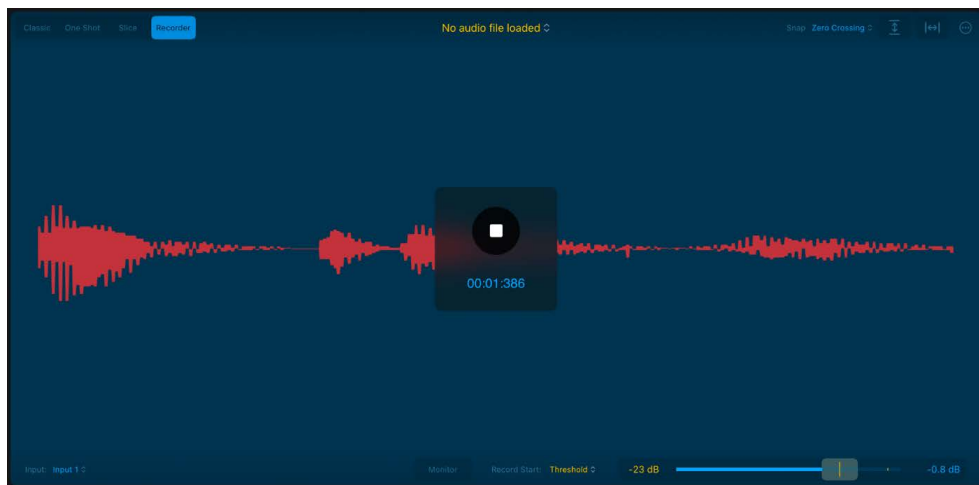 Classic One-Shot Slice Recorder No audio file loaded Snap Zero Crossing
00:01:386
Input: Input 1 Monitor Record Start: Threshold -23 dB -0.8 dB